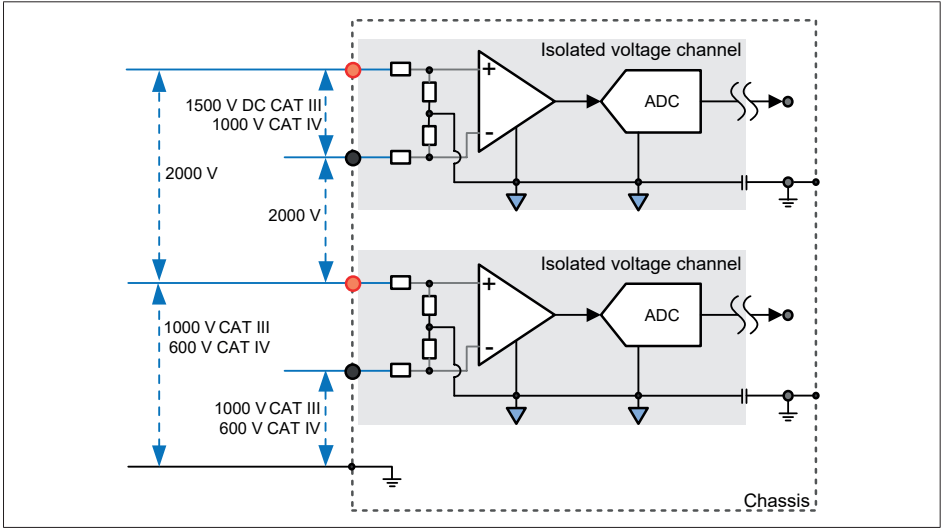 Isolated voltage channel
1500 V DC CAT III
1000 V CAT IV
+
-
ADC
2000 V
2000 V
Isolated voltage channel
1000 V CAT III
600 V CAT IV
+
-
ADC
1000 V CAT III
600 V CAT IV
Chassis